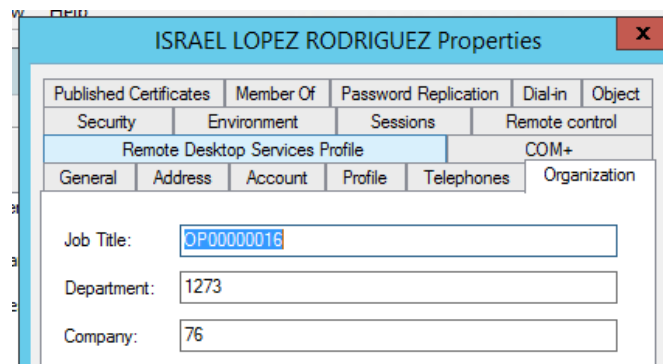 Help
ISRAEL LOPEZ RODRIGUEZ Properties
x
Published Certificates Member Of Password Replication Dial-in Object
Security Environment Sessions Remote control
Remote Desktop Services Profile COM+
General Address Account Profile Telephones Organization
Job Title: OP00000016
Department: 1273
Company: 76